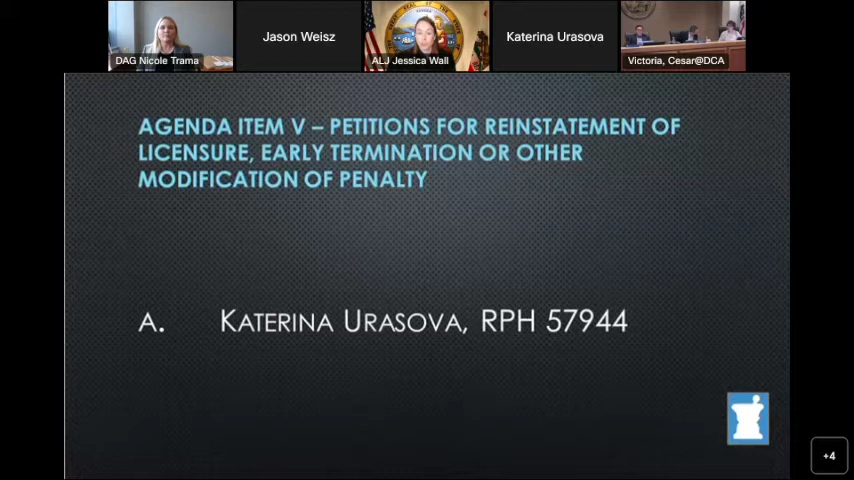 DAG Nicole Trama
Jason Weisz
ALJ Jessica Wall
Katerina Urasova
Victoria, Cesar@DCA
AGENDA ITEM V – PETITIONS FOR REINSTATEMENT OF
LICENSURE, EARLY TERMINATION OR OTHER
MODIFICATION OF PENALTY
A. KATERINA URASOVA, RPH 57944
+4